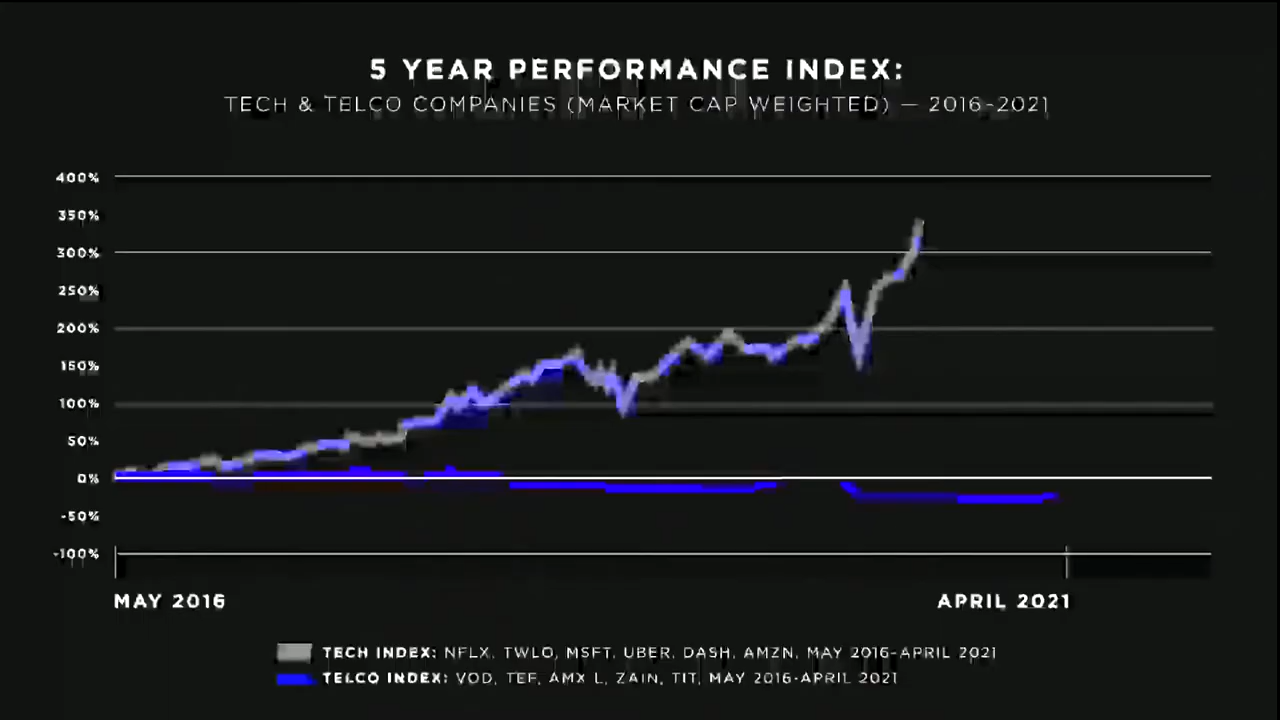 5 YEAR PERFORMANCE INDEX:
TECH & TELCO COMPANIES (MARKET CAP WEIGHTED) — 2016-2021
400%
350%
300%
250%
200%
150%
100%
50%
0%
-50%
-100%
MAY 2016 APRIL 2021
TECH INDEX: NFLX, TWLO, MSFT, UBER, DASH, AMZN, MAY 2016-APRIL 2021
TELCO INDEX: VOD, TEF, AMX L, ZAIN, TIT, MAY 2016-APRIL 2021